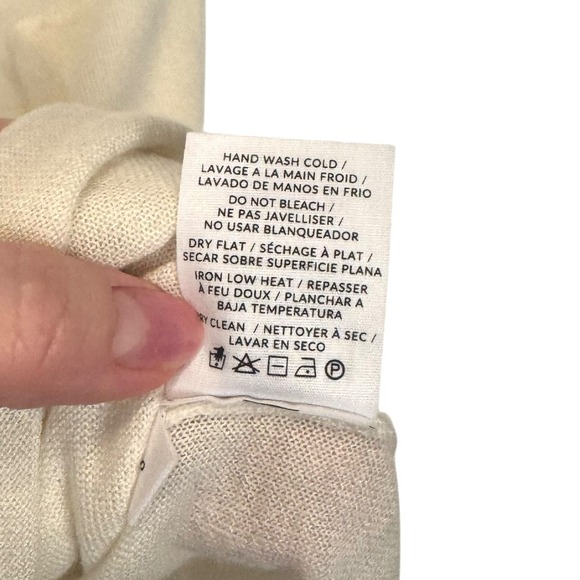 HAND WASH COLD /
LAVAGE A LA MAIN FROID /
LAVADO DE MANOS EN FRIO
DO NOT BLEACH /
NE PAS JAVELLISER /
NO USAR BLANQUEADOR
DRY FLAT / SÉCHAGE À PLAT /
SECAR SOBRE SUPERFICIE PLANA
IRON LOW HEAT / REPASSER
À FEU DOUX / PLANCHAR A
BAJA TEMPERATURA
RY CLEAN / NETTOYER À SEC /
LAVAR EN SECO
P